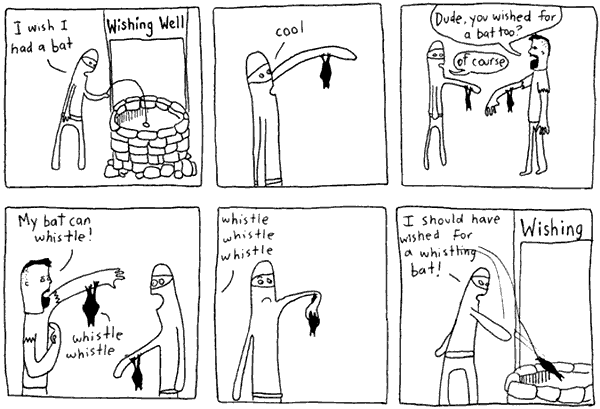 I wish I
had a bat
Wishing Well
cool
Dude, you wished for
a bat too?
of course
My bat can
whistle!
whistle
whistle
whistle
whistle
whistle
I should have
wished for
a whistling
bat!
Wishing